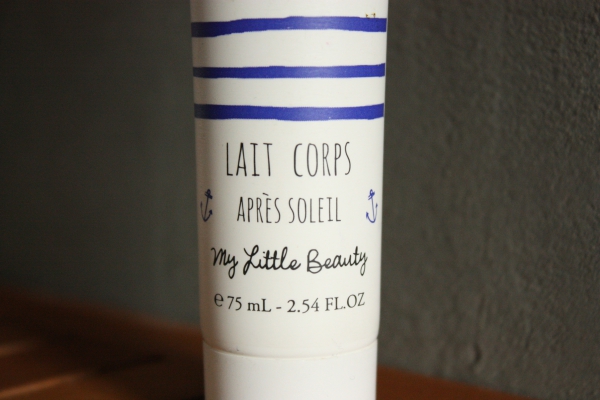 LAIT CORPS
APRÈS SOLEIL
My Little Beauty
℮ 75 mL - 2.54 FL.OZ